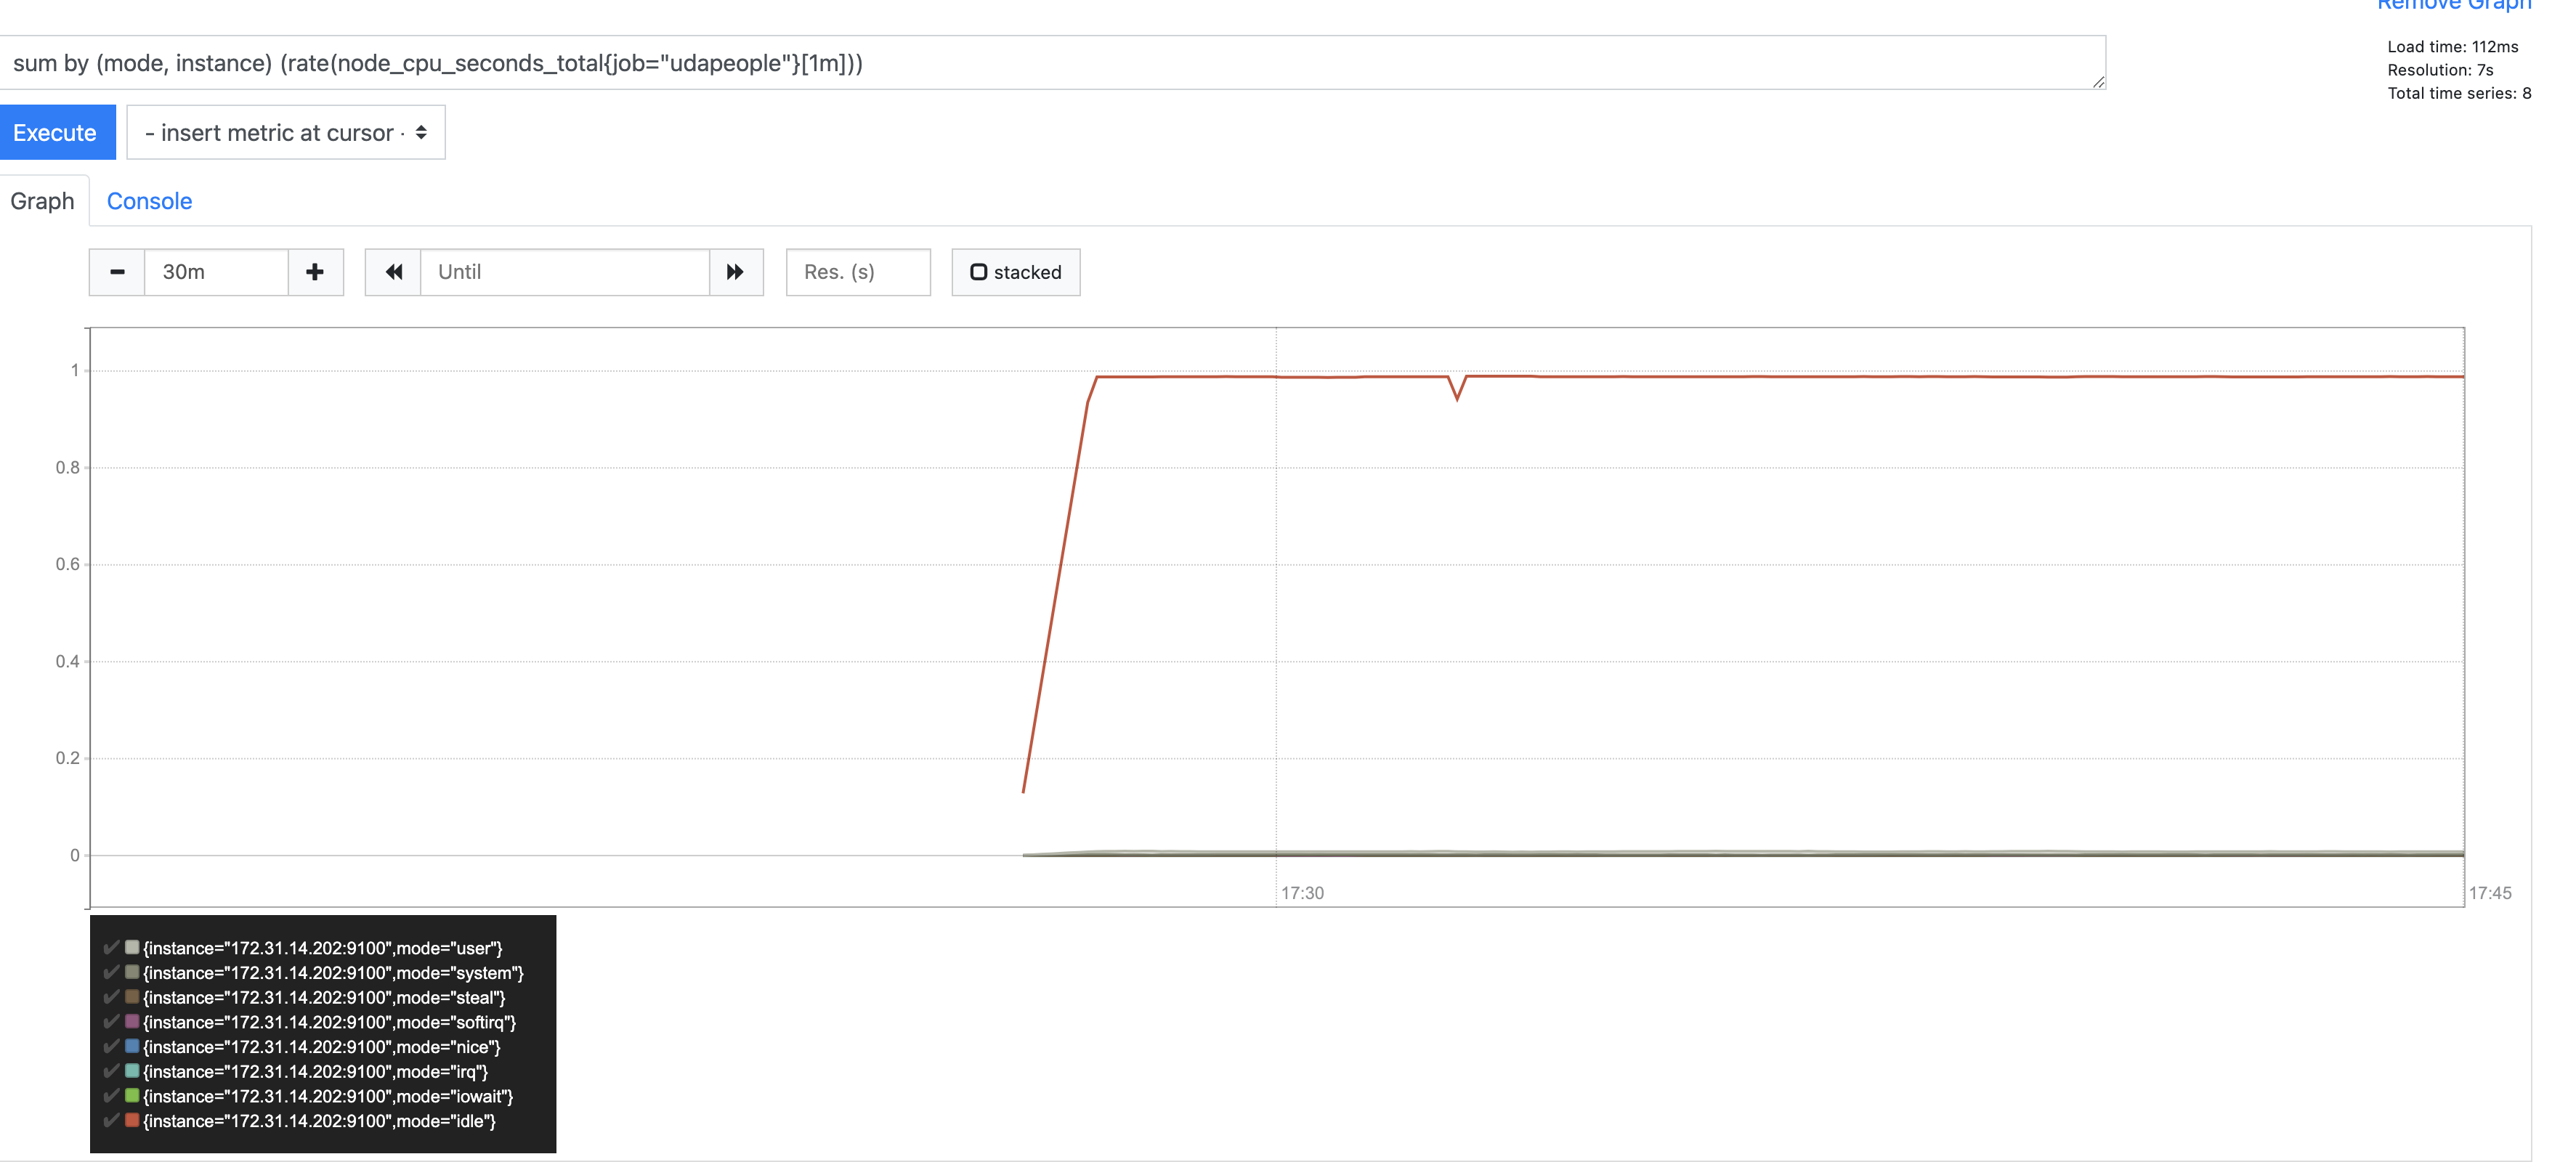 Remove Graph
sum by (mode, instance) (rate(node_cpu_seconds_total{job="udapeople"}[1m]))
Load time: 112ms
Resolution: 7s
Total time series: 8
Execute
- insert metric at cursor -
Graph
Console
30m
Until
Res. (s)
stacked
1
0.8
0.6
0.4
0.2
0
17:30
17:45
{instance="172.31.14.202:9100",mode="user"}
{instance="172.31.14.202:9100",mode="system"}
{instance="172.31.14.202:9100",mode="steal"}
{instance="172.31.14.202:9100",mode="softirq"}
{instance="172.31.14.202:9100",mode="nice"}
{instance="172.31.14.202:9100",mode="irq"}
{instance="172.31.14.202:9100",mode="iowait"}
{instance="172.31.14.202:9100",mode="idle"}